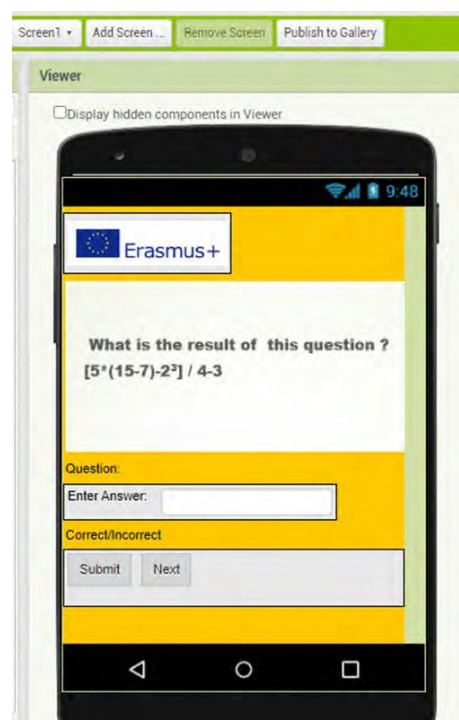 Screen1 Add Screen ... Remove Screen Publish to Gallery
Viewer
Display hidden components in Viewer
9:48
Erasmus+
What is the result of this question ?
[5*(15-7)-2³] / 4-3
Question:
Enter Answer:
Correct/Incorrect
Submit Next